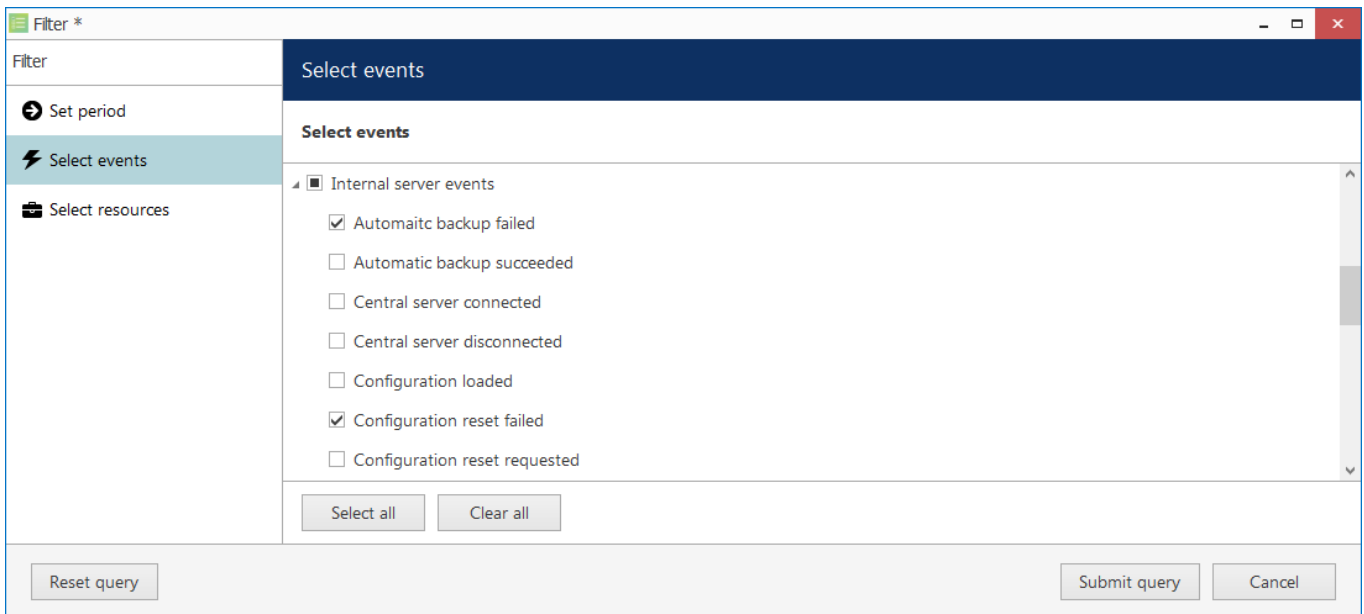 Filter *
Filter
Set period
Select events
Select resources
Select events
Select events
Internal server events
Automaitc backup failed
Automatic backup succeeded
Central server connected
Central server disconnected
Configuration loaded
Configuration reset failed
Configuration reset requested
Select all Clear all
Reset query Submit query Cancel